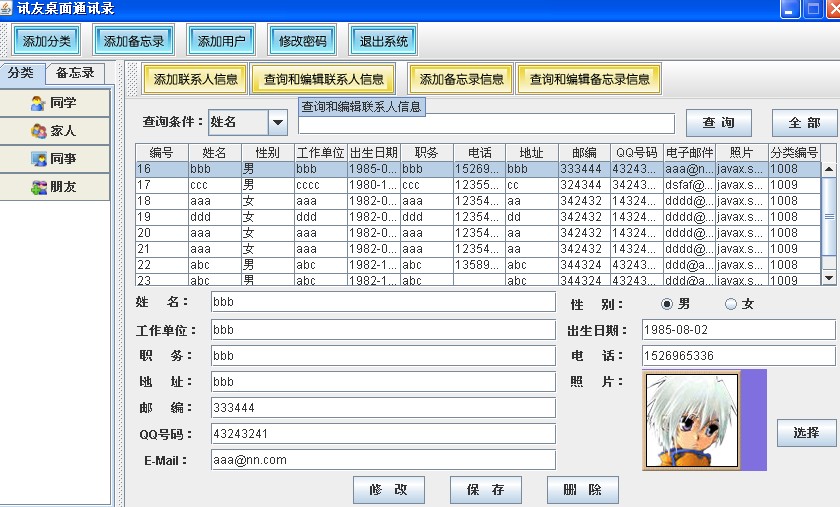 讯友桌面通讯录
添加分类 添加备忘录 添加用户 修改密码 退出系统
分类 备忘录
添加联系人信息 查询和编辑联系人信息 添加备忘录信息 查询和编辑备忘录信息
同学
家人
同事
朋友
查询和编辑联系人信息
查询条件： 姓名 查 询 全 部
编号 姓名 性别 工作单位 出生日期 职务 电话 地址 邮编 QQ号码 电子邮件 照片 分类编号
16 bbb 男 bbb 1985-0... bbb 15269... bbb 333444 43243... aaa@n... javax.s... 1008
17 ccc 男 cccc 1980-1... ccc 12355... cc 324344 34243... dsfaf@... javax.s... 1009
18 aaa 女 aaa 1982-0... aaa 12354... aa 342432 14324... dddd@... javax.s... 1008
19 ddd 女 ddd 1982-0... ddd 12354... dd 342432 14324... dddd@... javax.s... 1008
20 aaa 女 aaa 1982-0... aaa 12354... aa 342432 14324... dddd@... javax.s... 1008
21 aaa 女 aaa 1982-0... aaa 12354... aa 342432 14324... dddd@... javax.s... 1009
22 abc 男 abc 1982-1... abc 13589... abc 344324 34243... ddd@a... javax.s... 1008
23 abc 男 abc 1982-1... abc abc 344324 34243... ddd@a... javax.s... 1009
姓 名： bbb 性 别： 男 女
工作单位： bbb 出生日期： 1985-08-02
职 务： bbb 电 话： 1526965336
地 址： bbb 照 片：
邮 编： 333444
QQ号码： 43243241 选择
E-Mail： aaa@nn.com
修 改 保 存 删 除